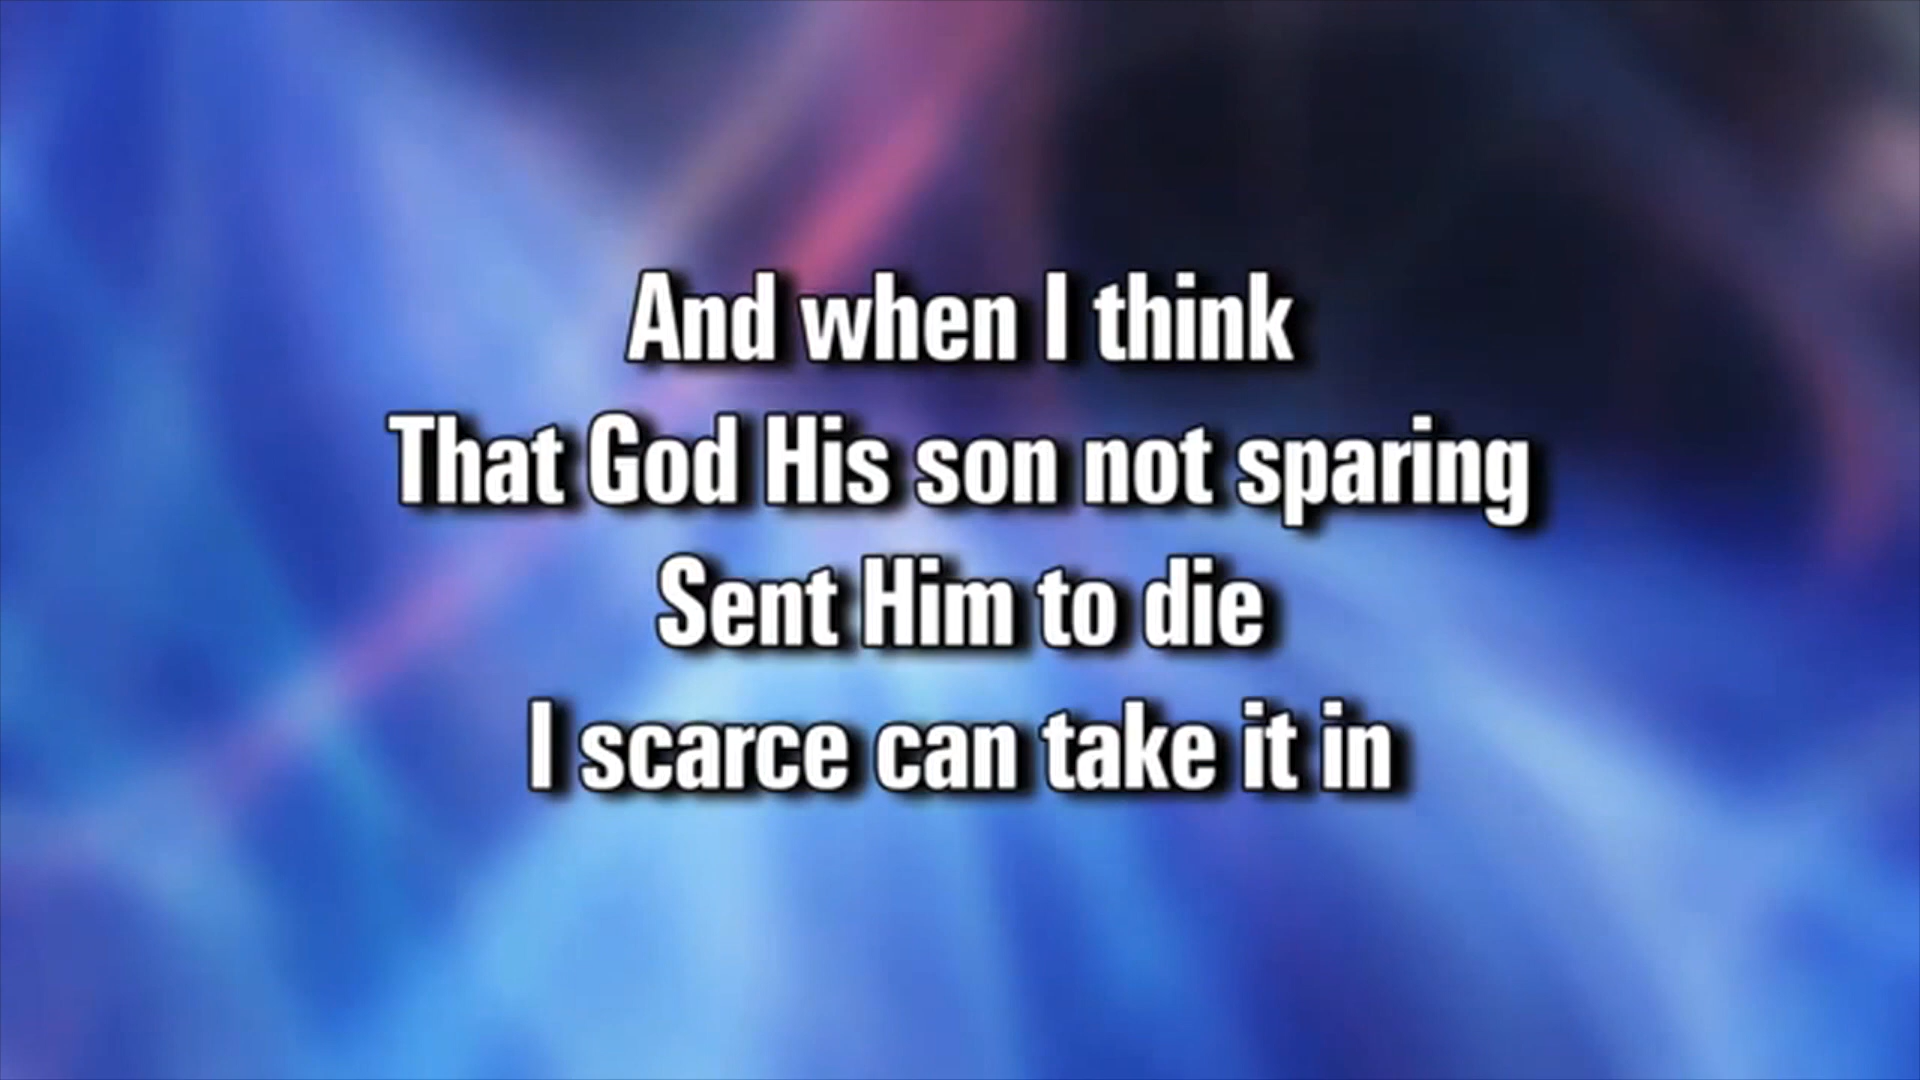 And when I think
That God His son not sparing
Sent Him to die
I scarce can take it in